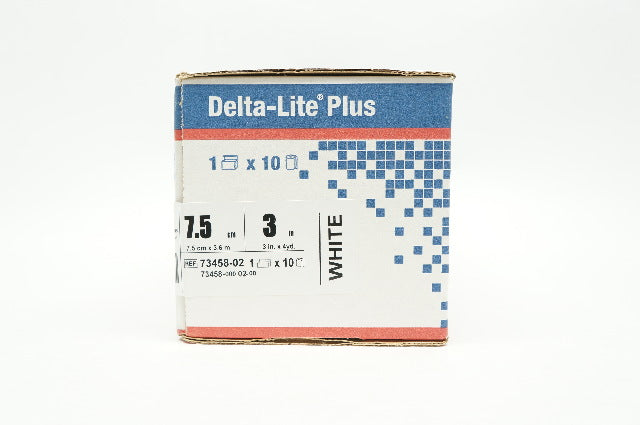 Delta-Lite® Plus
1 x 10
7.5 cm 3 in
7.5 cm x 3.6 m 3 in. x 4yd.
REF 73458-02 1 x 10
73458-000 02-00
WHITE